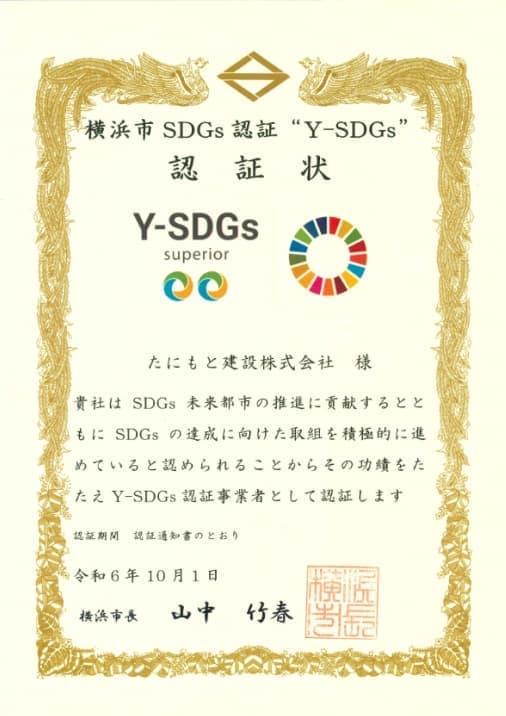 横浜市 SDGs 認証 “Y-SDGs”
認証状
Y-SDGs
superior
たにもと建設株式会社　様
貴社は SDGs 未来都市の推進に貢献するとと
もに SDGs の達成に向けた取組を積極的に進
めていると認められることからその功績をた
たえ Y-SDGs 認証事業者として認証します
認証期間　認証通知書のとおり
令和６年１０月１日
横浜市長　山中　竹春